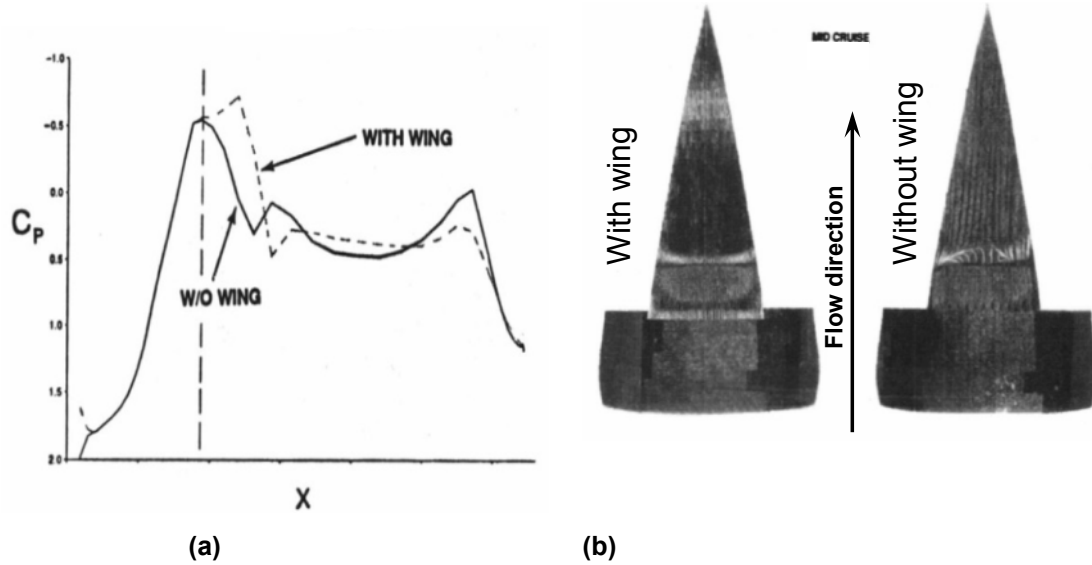 -1.0
-0.5
0.0
0.5
1.0
1.5
2.0
CP
X
WITH WING
W/O WING
(a)
MID CRUISE
With wing
Flow direction
Without wing
(b)